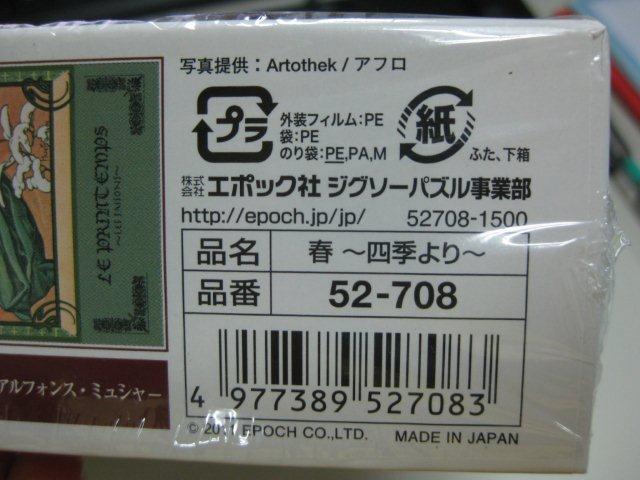 写真提供：Artothek / アフロ
プラ
外装フィルム：PE
袋：PE
のり袋：PE,PA,M
紙
ふた、下箱
株式会社 エポック社 ジグソーパズル事業部
http://epoch.jp/jp/ 52708-1500
品名 春 〜四季より〜
品番 52-708
4 977389 527083
© 2011 EPOCH CO.,LTD. MADE IN JAPAN
LE PRINTEMPS
〜LES SAISONS〜
アルフォンス・ミュシャー